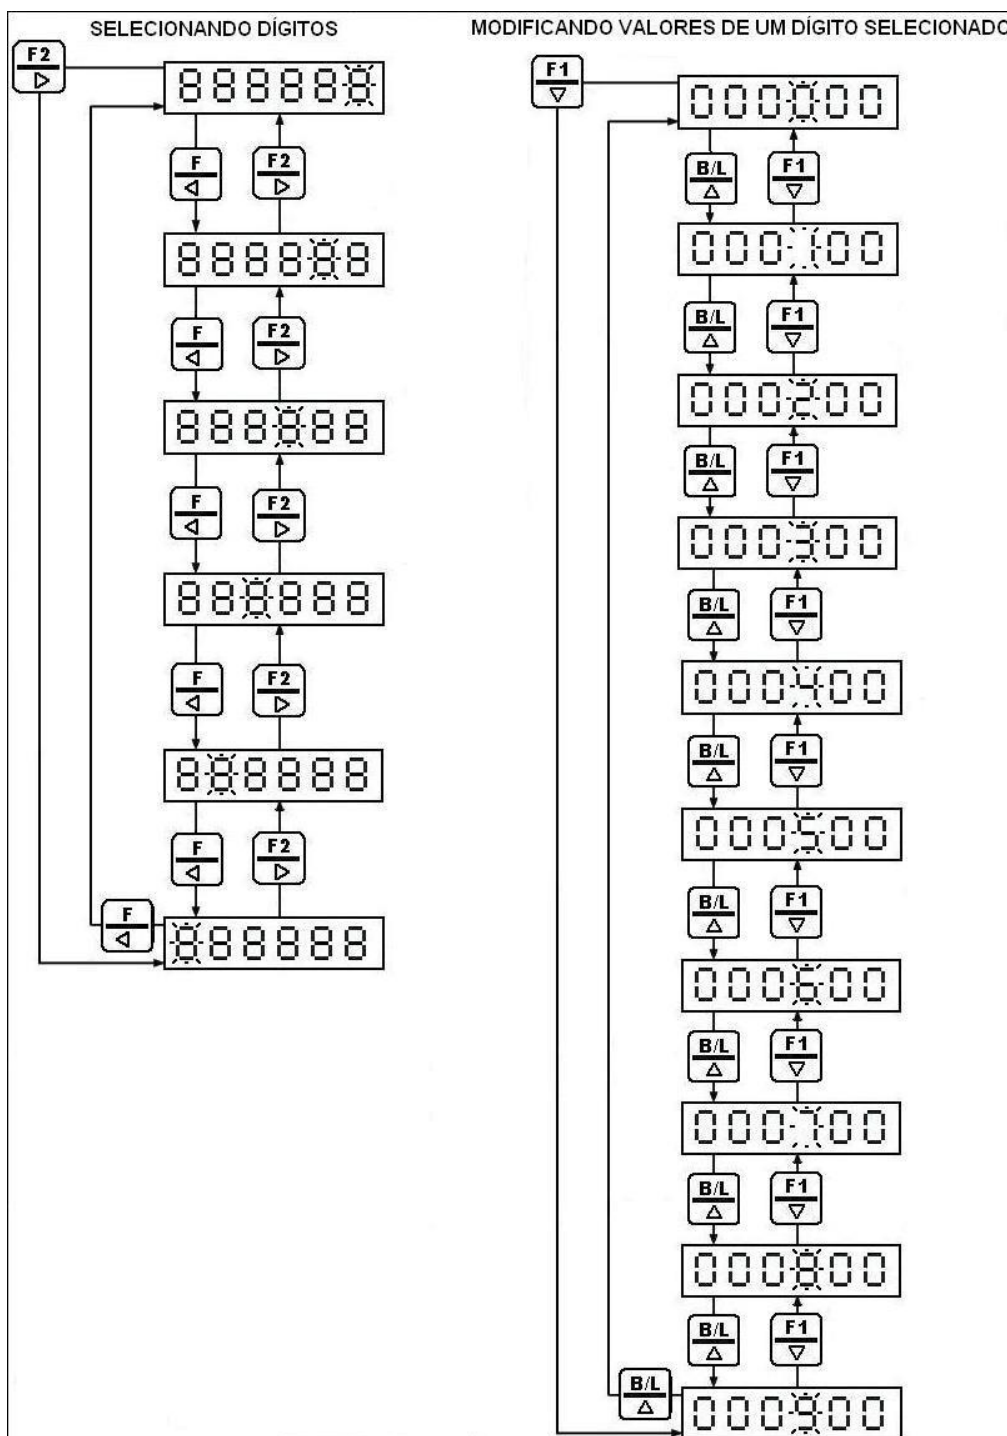 SELECIONANDO DÍGITOS
F2
888888
F F2
888888
F F2
888888
F F2
888888
F F2
888888
F F2
F
888888
MODIFICANDO VALORES DE UM DÍGITO SELECIONADO
F1
000000
B/L F1
000100
B/L F1
000200
B/L F1
000300
B/L F1
000400
B/L F1
000500
B/L F1
000600
B/L F1
000700
B/L F1
000800
B/L F1
B/L
000900